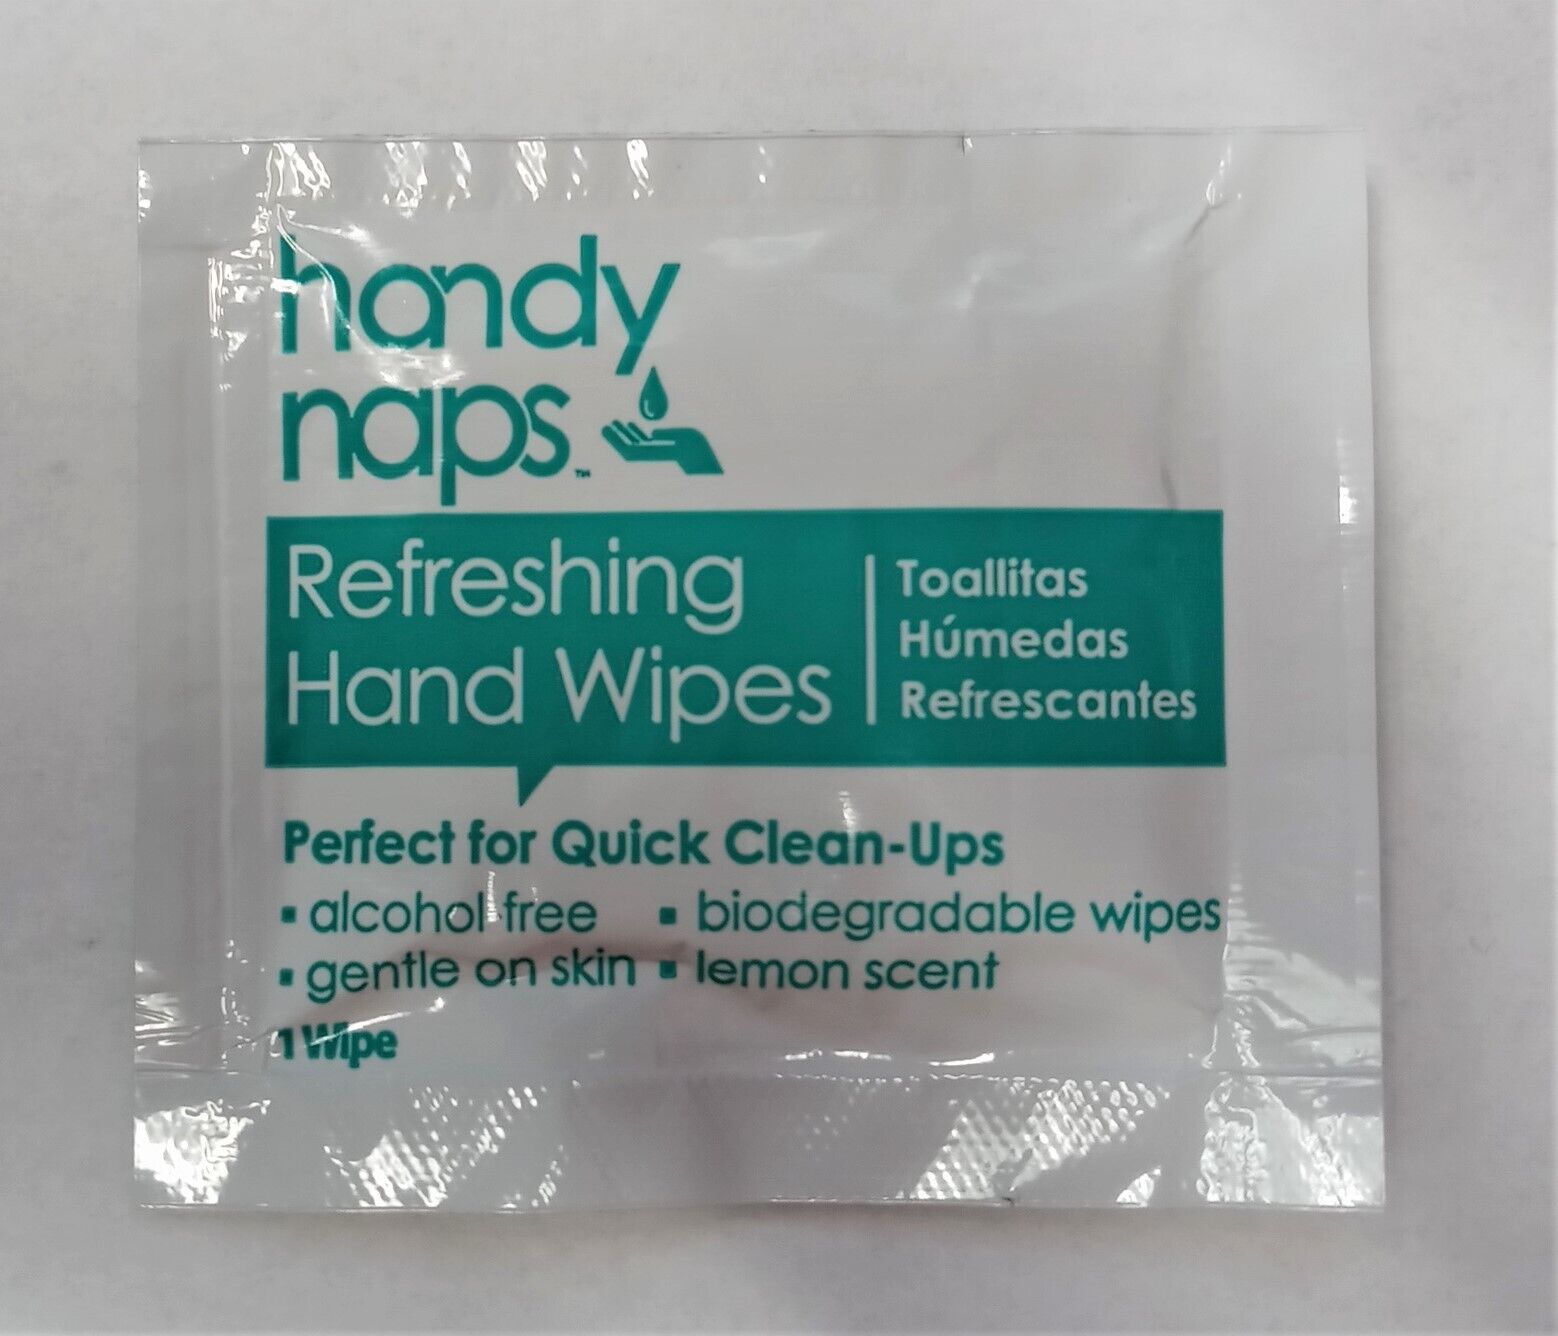 handy
naps™
Refreshing
Hand Wipes
Toallitas
Húmedas
Refrescantes
Perfect for Quick Clean-Ups
▪ alcohol free ▪ biodegradable wipes
▪ gentle on skin ▪ lemon scent
1 Wipe